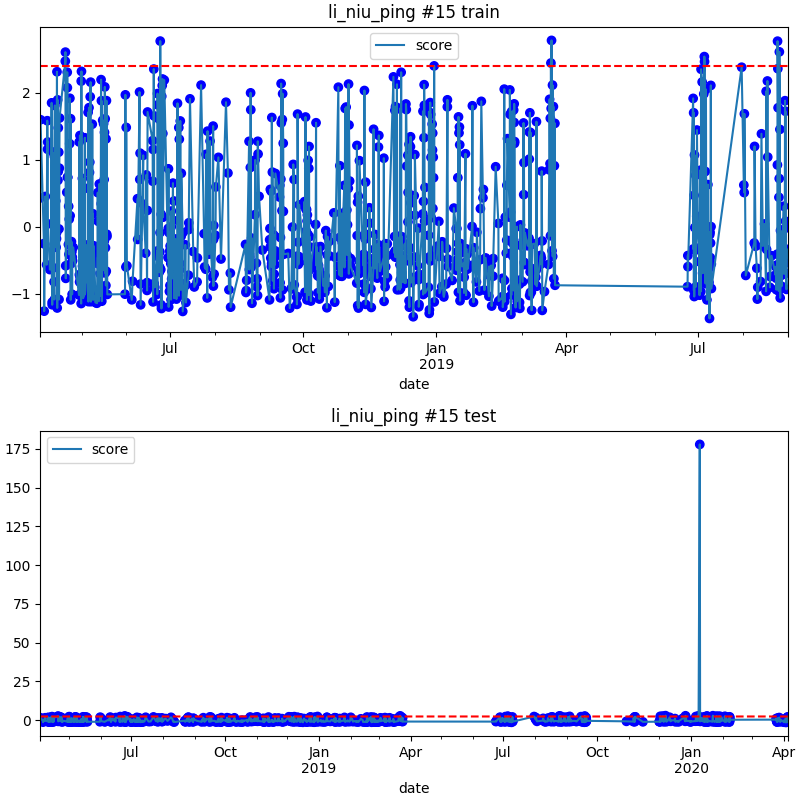 li_niu_ping #15 train
score
2
1
0
−1
Jul
Oct
Jan
2019
Apr
Jul
date
li_niu_ping #15 test
score
175
150
125
100
75
50
25
0
Jul
Oct
Jan
2019
Apr
Jul
Oct
Jan
2020
Apr
date